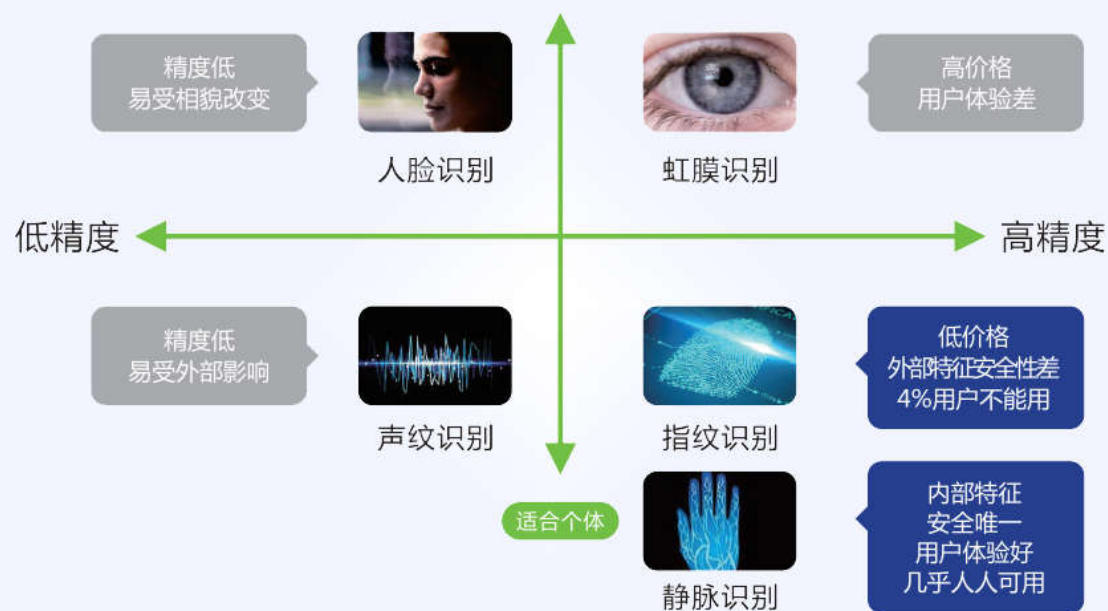 精度低
易受相貌改变
高价格
用户体验差
人脸识别
虹膜识别
低精度
高精度
精度低
易受外部影响
低价格
外部特征安全性差
4%用户不能用
声纹识别
指纹识别
适合个体
内部特征
安全唯一
用户体验好
几乎人人可用
静脉识别